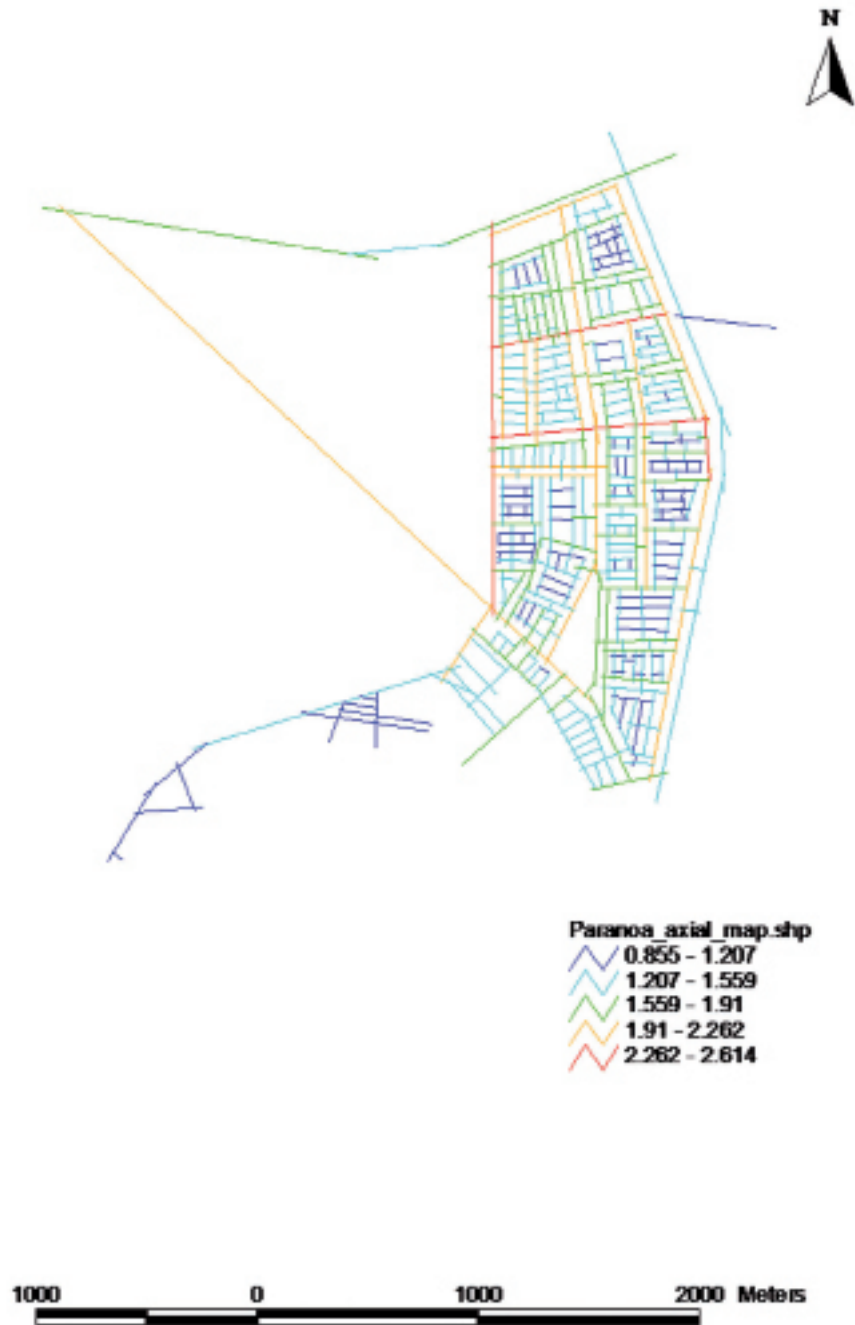 N
Paranoa_axial_map.shp
0.855 - 1.207
1.207 - 1.559
1.559 - 1.91
1.91 - 2.262
2.262 - 2.614
1000 0 1000 2000 Meters